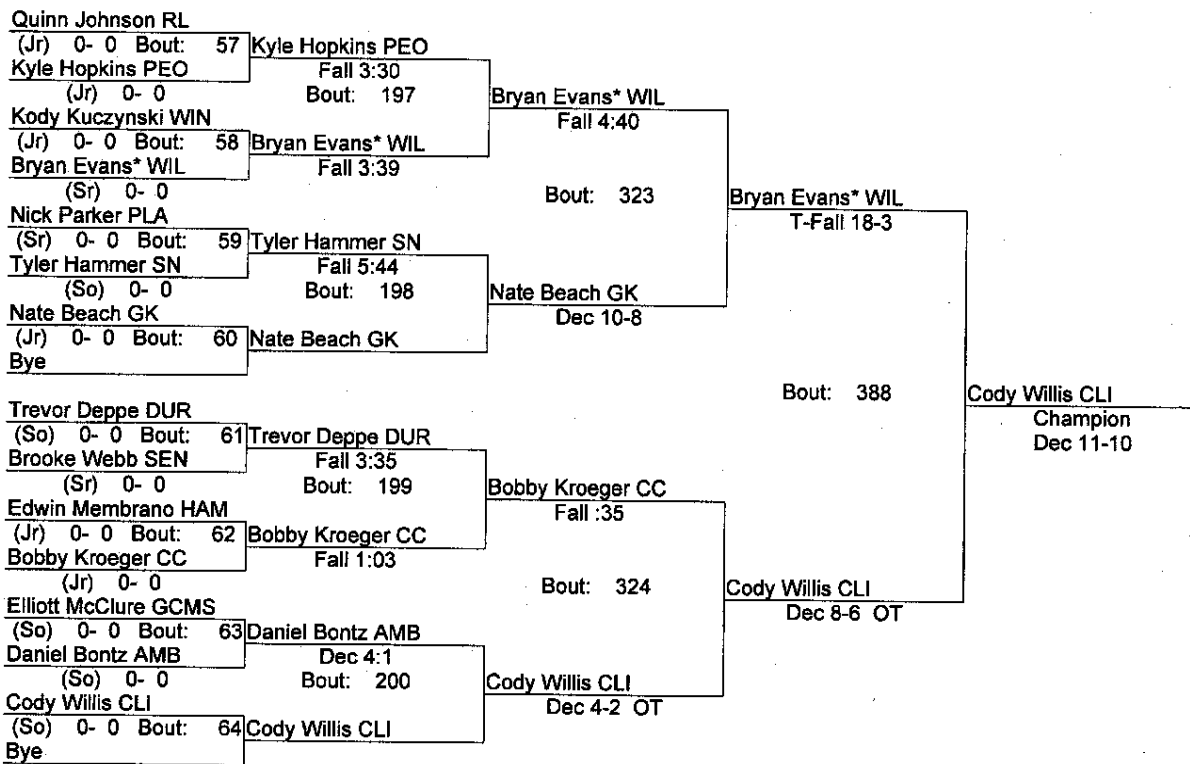 Quinn Johnson RL
(Jr) 0- 0 Bout: 57 Kyle Hopkins PEO
Kyle Hopkins PEO Fall 3:30
(Jr) 0- 0 Bout: 197 Bryan Evans* WIL
Kody Kuczynski WIN Fall 4:40
(Jr) 0- 0 Bout: 58 Bryan Evans* WIL
Bryan Evans* WIL Fall 3:39
(Sr) 0- 0 Bout: 323 Bryan Evans* WIL
Nick Parker PLA T-Fall 18-3
(Sr) 0- 0 Bout: 59 Tyler Hammer SN
Tyler Hammer SN Fall 5:44
(So) 0- 0 Bout: 198 Nate Beach GK
Nate Beach GK Dec 10-8
(Jr) 0- 0 Bout: 60 Nate Beach GK
Bye
Bout: 388 Cody Willis CLI
Trevor Deppe DUR Champion
(So) 0- 0 Bout: 61 Trevor Deppe DUR Dec 11-10
Brooke Webb SEN Fall 3:35
(Sr) 0- 0 Bout: 199 Bobby Kroeger CC
Edwin Membrano HAM Fall :35
(Jr) 0- 0 Bout: 62 Bobby Kroeger CC
Bobby Kroeger CC Fall 1:03
(Jr) 0- 0 Bout: 324 Cody Willis CLI
Elliott McClure GCMS Dec 8-6 OT
(So) 0- 0 Bout: 63 Daniel Bontz AMB
Daniel Bontz AMB Dec 4:1
(So) 0- 0 Bout: 200 Cody Willis CLI
Cody Willis CLI Dec 4-2 OT
(So) 0- 0 Bout: 64 Cody Willis CLI
Bye